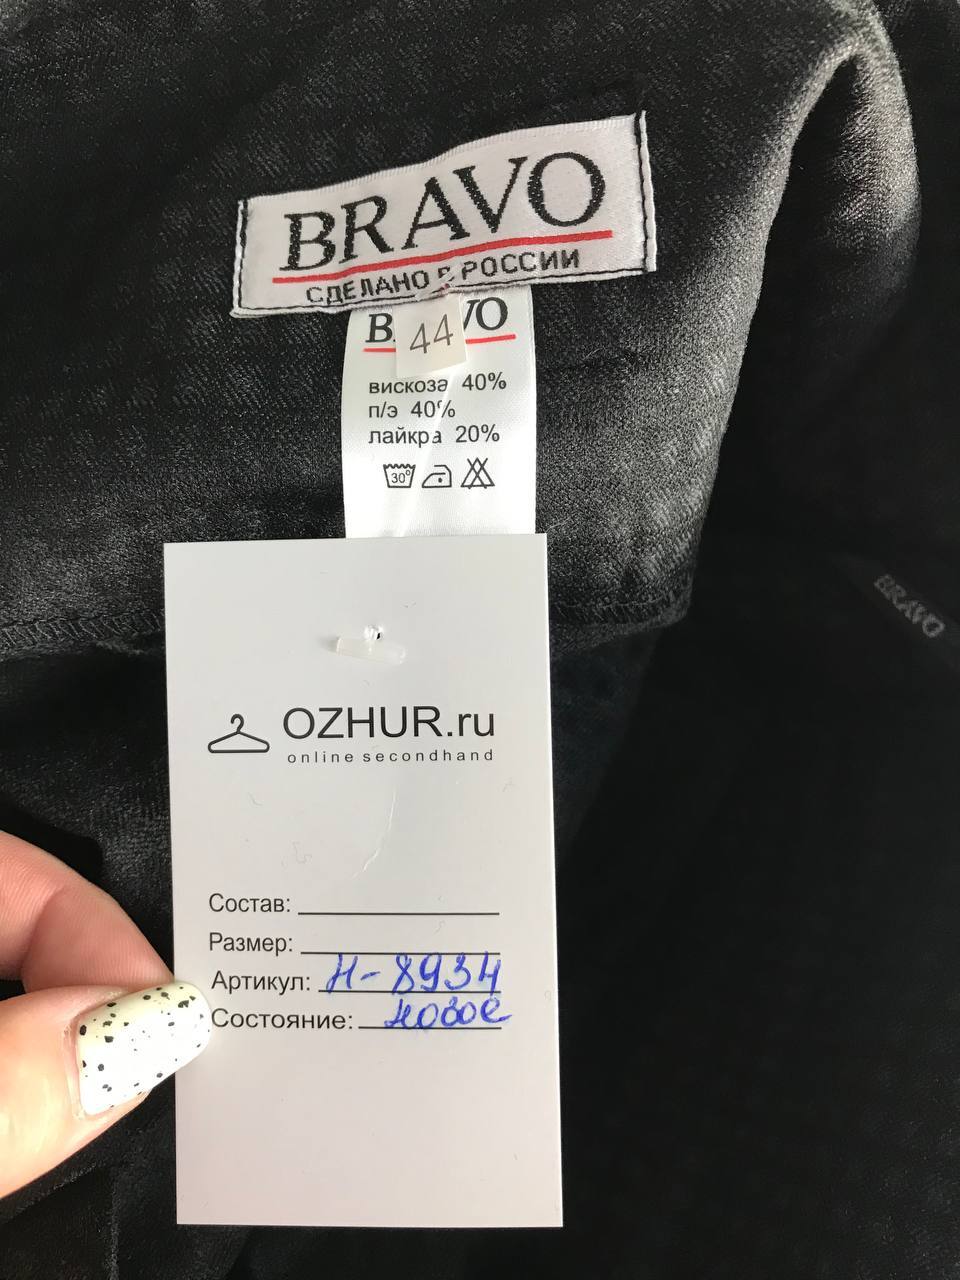 BRAVO
СДЕЛАНО В РОССИИ
BRAVO
44
вискоза 40%
п/э 40%
лайкра 20%
30°
BRAVO
OZHUR.ru
online secondhand
Состав:
Размер:
Артикул: Н-8934
Состояние: новое